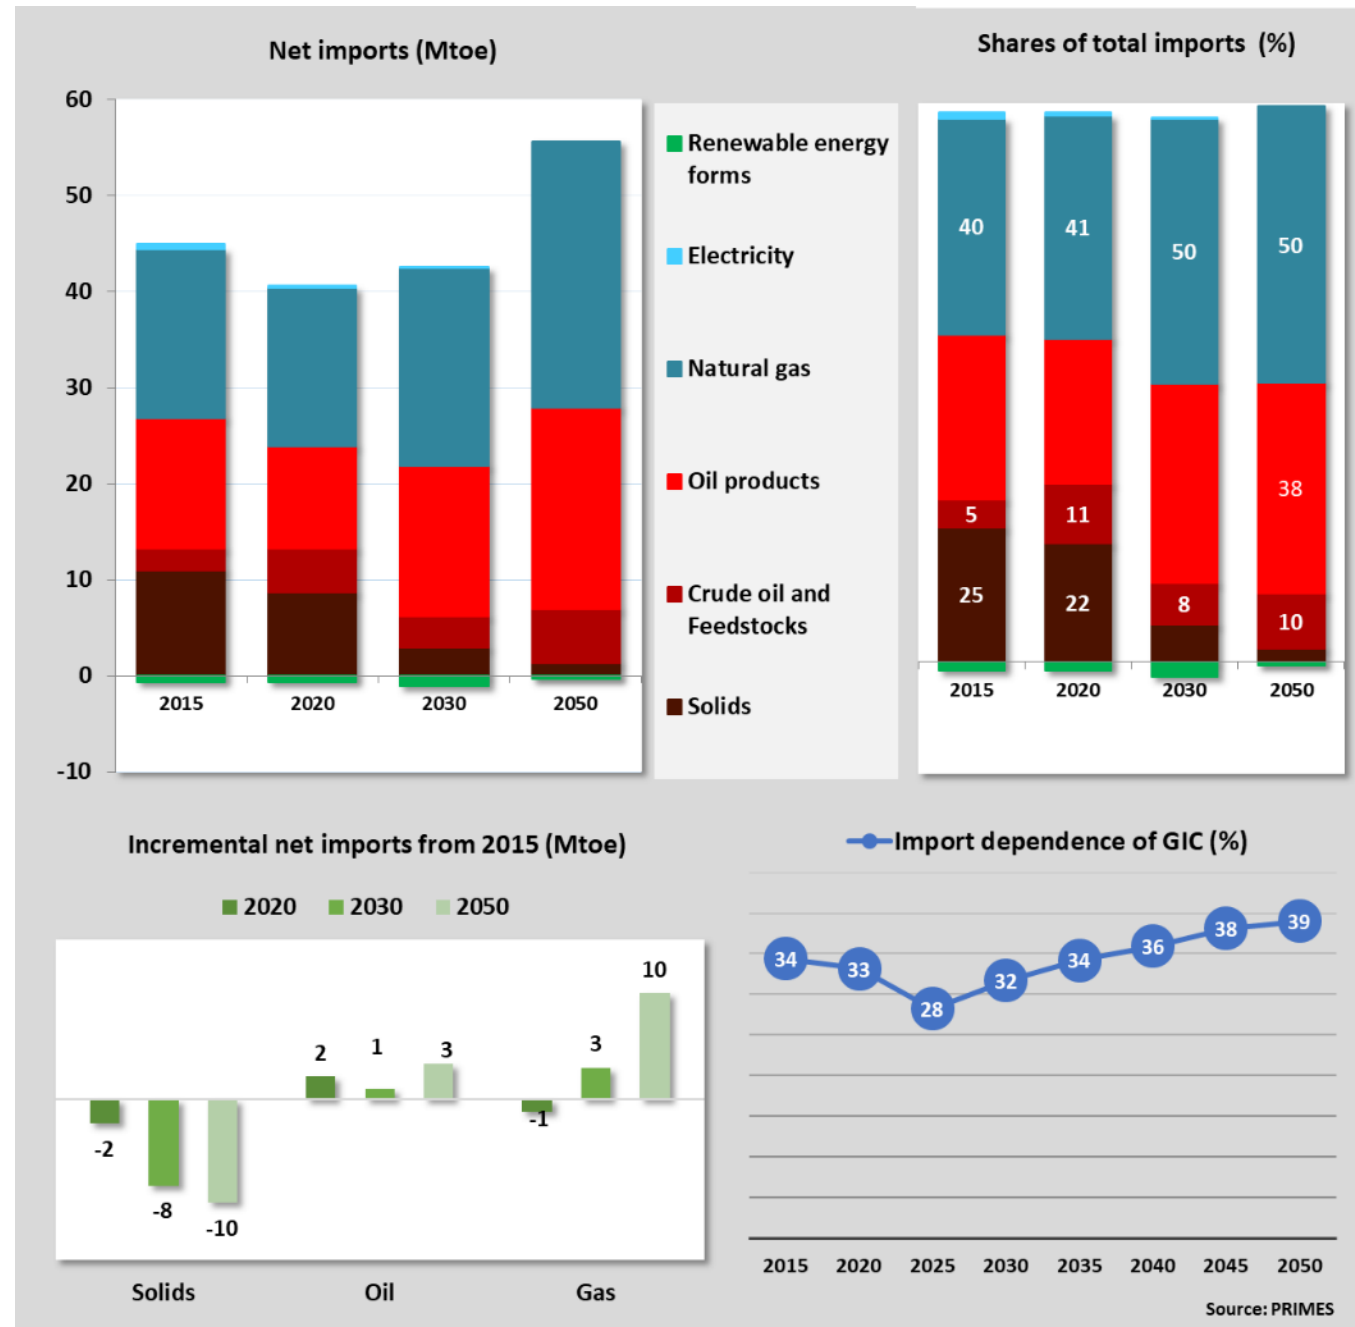 Net imports (Mtoe)
60
50
40
30
20
10
0
-10
2015 2020 2030 2050
Renewable energy
forms
Electricity
Natural gas
Oil products
Crude oil and
Feedstocks
Solids
Shares of total imports (%)
40 41 50 50
38
5 11 8 10
25 22
2015 2020 2030 2050
Incremental net imports from 2015 (Mtoe)
2020 2030 2050
-2 -8 -10
2 1 3
-1 3 10
Solids Oil Gas
Import dependence of GIC (%)
34 33 28 32 34 36 38 39
2015 2020 2025 2030 2035 2040 2045 2050
Source: PRIMES